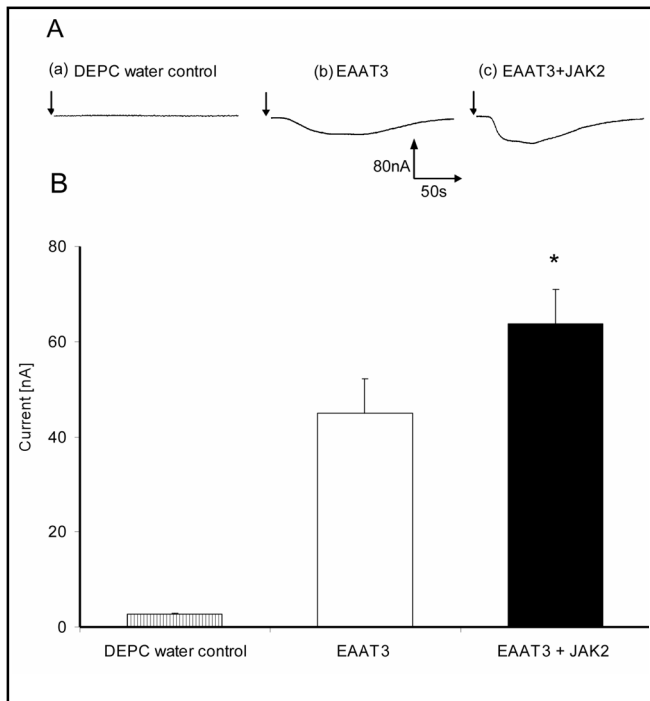 A
(a) DEPC water control
(b) EAAT3
(c) EAAT3+JAK2
80nA
50s
B
Current [nA]
80
60
40
20
0
*
DEPC water control
EAAT3
EAAT3 + JAK2